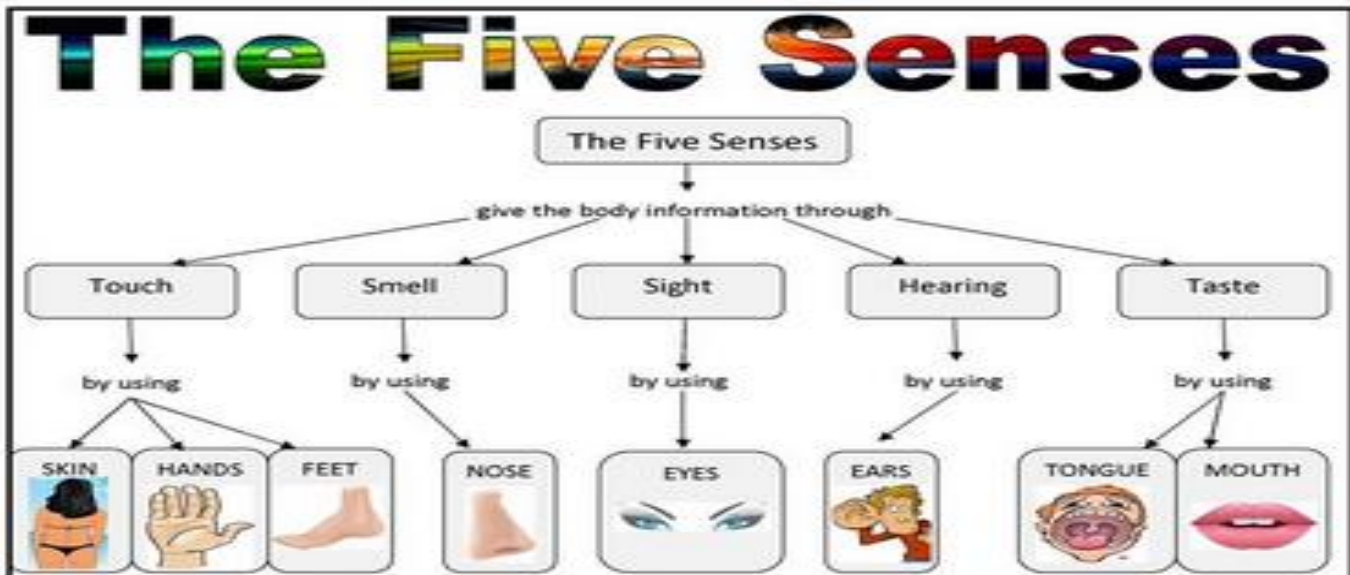 The Five Senses
The Five Senses
give the body information through
Touch Smell Sight Hearing Taste
by using by using by using by using by using
SKIN HANDS FEET NOSE EYES EARS TONGUE MOUTH